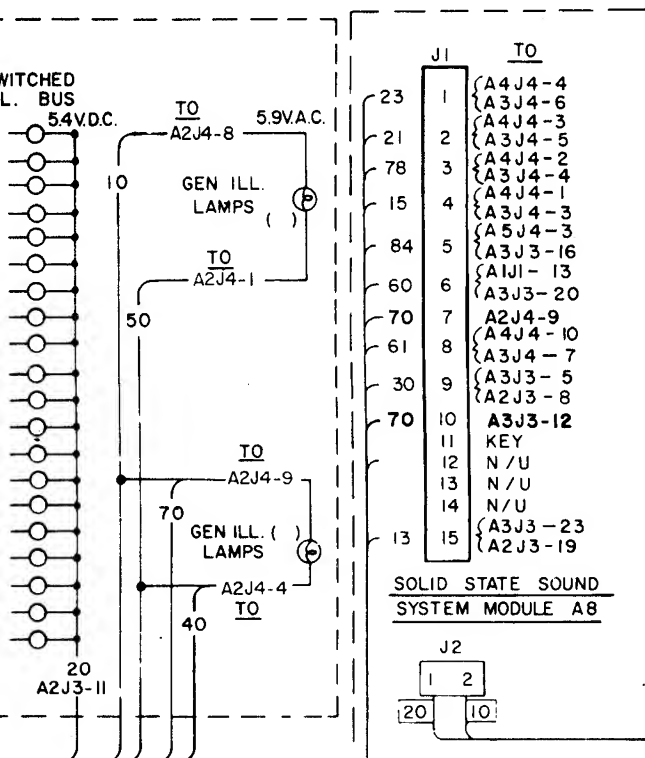 WITCHED
L. BUS
5.4V.D.C.
TO
A2J4-8
5.9V.A.C.
10
GEN ILL.
LAMPS
( )
TO
A2J4-1
50
TO
A2J4-9
70
GEN ILL. ( )
LAMPS
A2J4-4
TO
40
20
A2J3-11
J1 TO
23 1 A4J4-4
A3J4-6
21 2 A4J4-3
A3J4-5
78 3 A4J4-2
A3J4-4
15 4 A4J4-1
A3J4-3
84 5 A5J4-3
A3J3-16
60 6 A1J1-13
A3J3-20
70 7 A2J4-9
61 8 A4J4-10
A3J4-7
30 9 A3J3-5
A2J3-8
70 10 A3J3-12
11 KEY
12 N/U
13 N/U
14 N/U
13 15 A3J3-23
A2J3-19
SOLID STATE SOUND
SYSTEM MODULE A8
J2
1 2
20 10